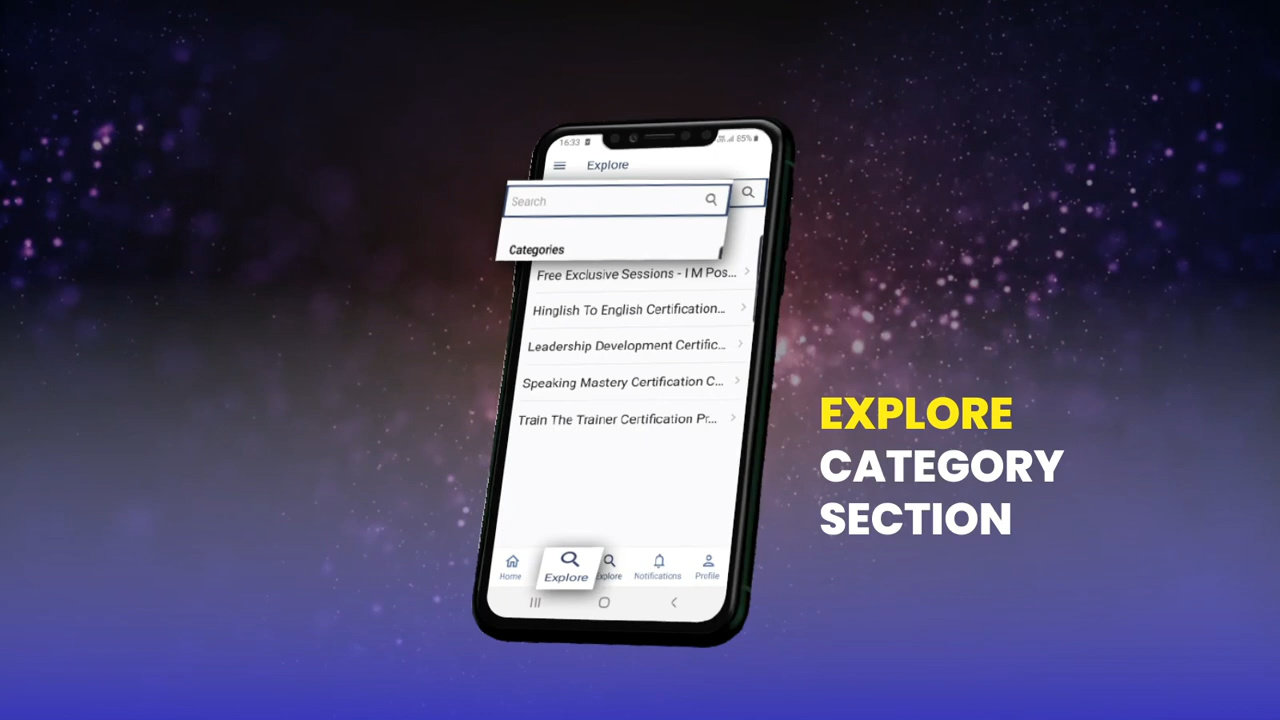 16:33 85%
Explore
Search
Categories
Free Exclusive Sessions - I M Pos...
Hinglish To English Certification...
Leadership Development Certific...
Speaking Mastery Certification C...
Train The Trainer Certification Pr...
EXPLORE
CATEGORY
SECTION
Home Explore Explore Notifications Profile